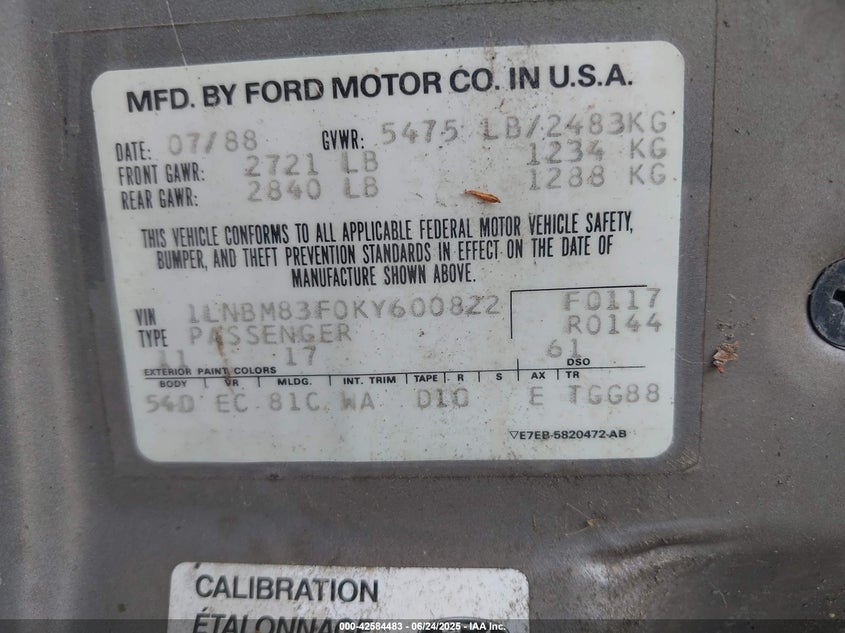 MFD. BY FORD MOTOR CO. IN U.S.A.
DATE: 07/88 GVWR: 5475 LB/2483KG
FRONT GAWR: 2721 LB 1234 KG
REAR GAWR: 2840 LB 1288 KG
THIS VEHICLE CONFORMS TO ALL APPLICABLE FEDERAL MOTOR VEHICLE SAFETY,
BUMPER, AND THEFT PREVENTION STANDARDS IN EFFECT ON THE DATE OF
MANUFACTURE SHOWN ABOVE.
VIN 1LNBM83F0KY600822 F0117
TYPE PASSENGER R0144
11 17 61
EXTERIOR PAINT COLORS DSO
BODY VR MLDG. INT. TRIM TAPE R S AX TR
54D EC 81C WA D10 E TGG88
▽E7EB-5820472-AB
CALIBRATION
ÉTALONNAG
000-42584483 - 06/24/2025 - © IAA, Inc.